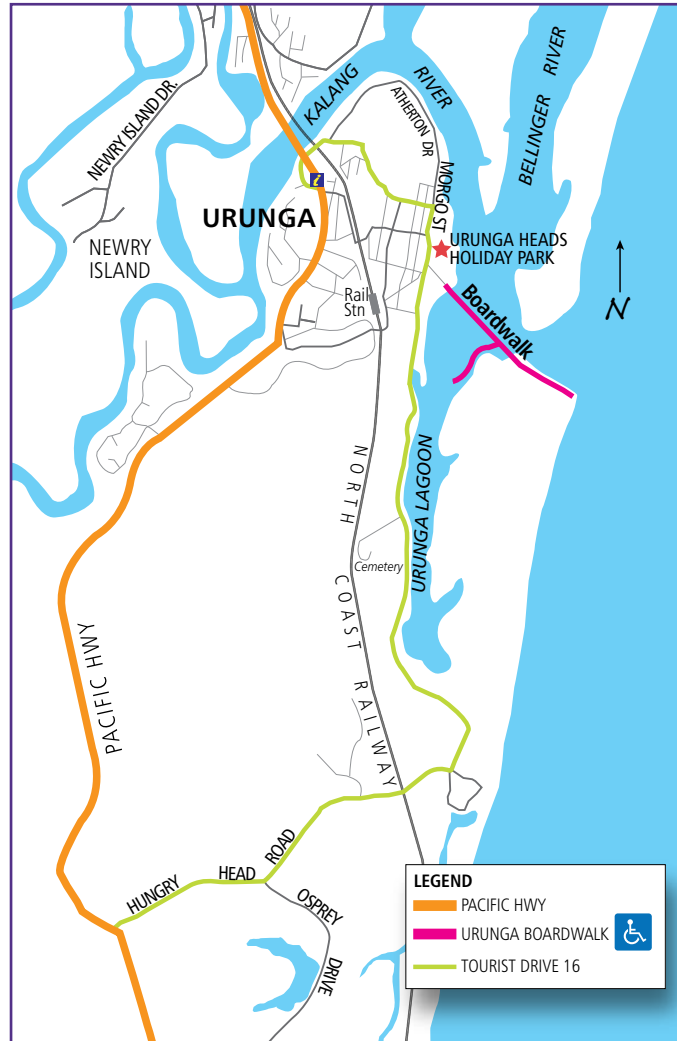 KALANG
RIVER
BELLINGER RIVER
NEWRY ISLAND DR.
ATHERTON DR
MORGO ST
i
URUNGA
NEWRY
ISLAND
URUNGA HEADS
HOLIDAY PARK
Rail
Stn
Boardwalk
N
NORTH COAST RAILWAY
URUNGA LAGOON
Cemetery
PACIFIC HWY
HUNGRY HEAD ROAD
OSPREY DRIVE
LEGEND
PACIFIC HWY
URUNGA BOARDWALK
TOURIST DRIVE 16